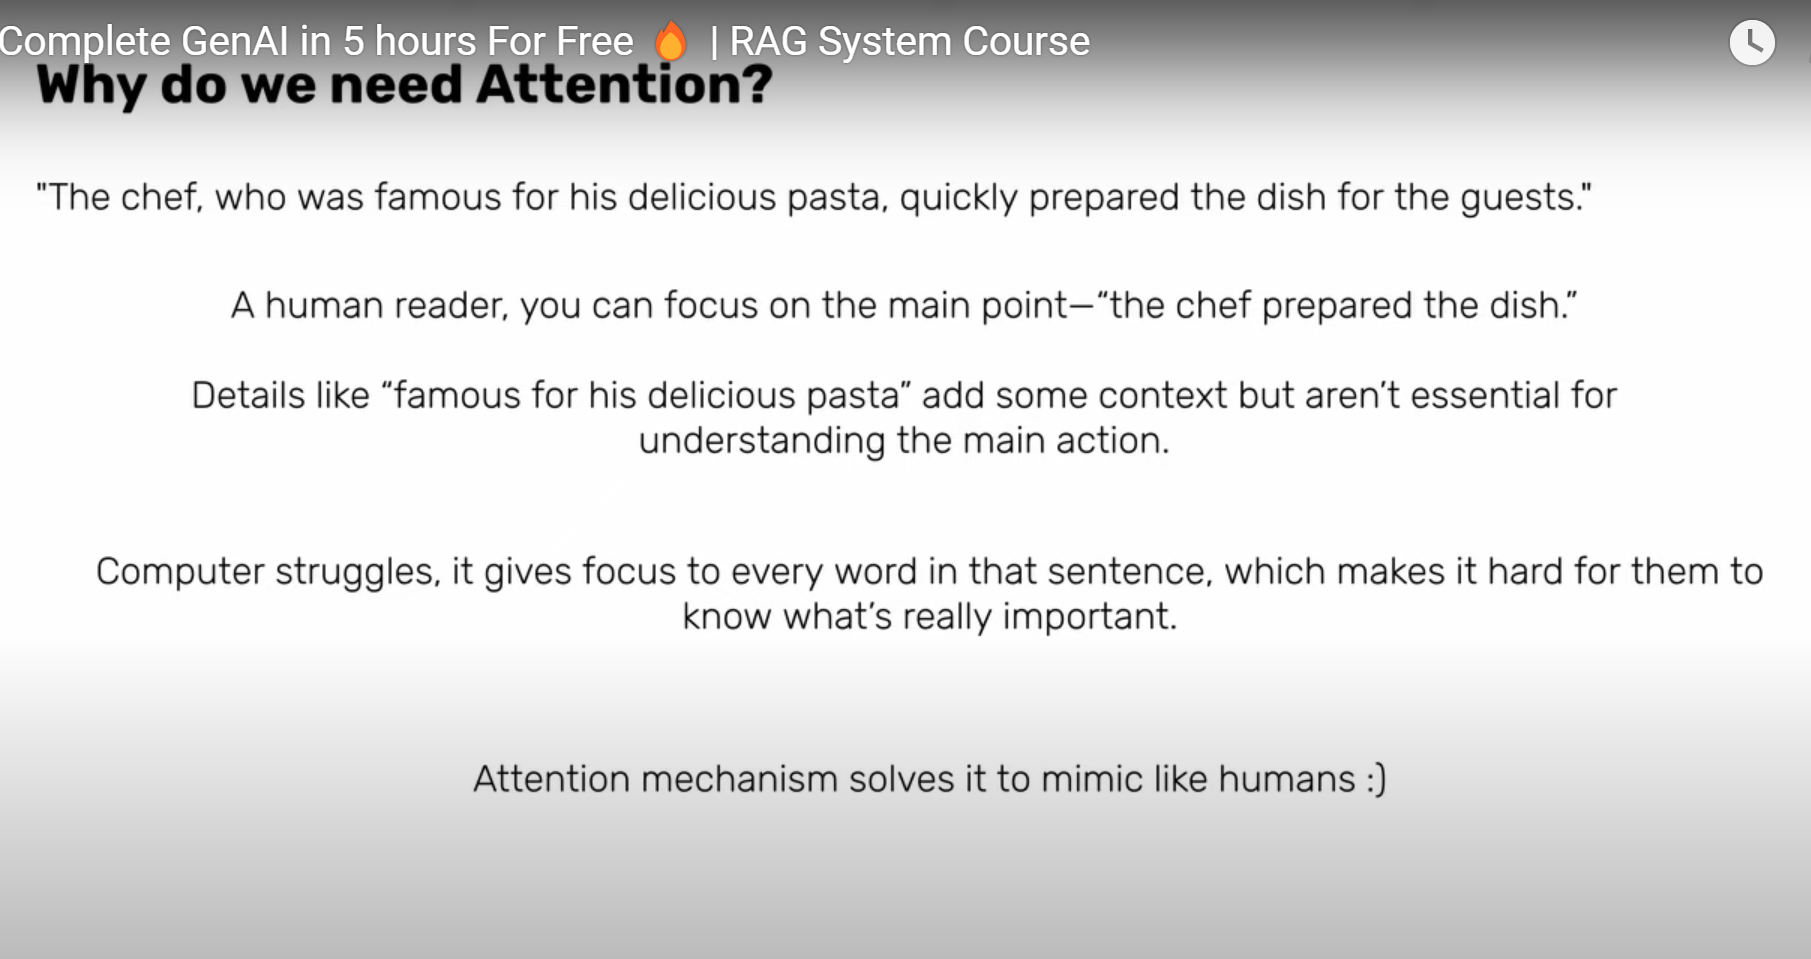 Complete GenAI in 5 hours For Free 🔥 | RAG System Course
Why do we need Attention?
"The chef, who was famous for his delicious pasta, quickly prepared the dish for the guests."
A human reader, you can focus on the main point—“the chef prepared the dish.”
Details like “famous for his delicious pasta” add some context but aren’t essential for
understanding the main action.
Computer struggles, it gives focus to every word in that sentence, which makes it hard for them to
know what’s really important.
Attention mechanism solves it to mimic like humans :)